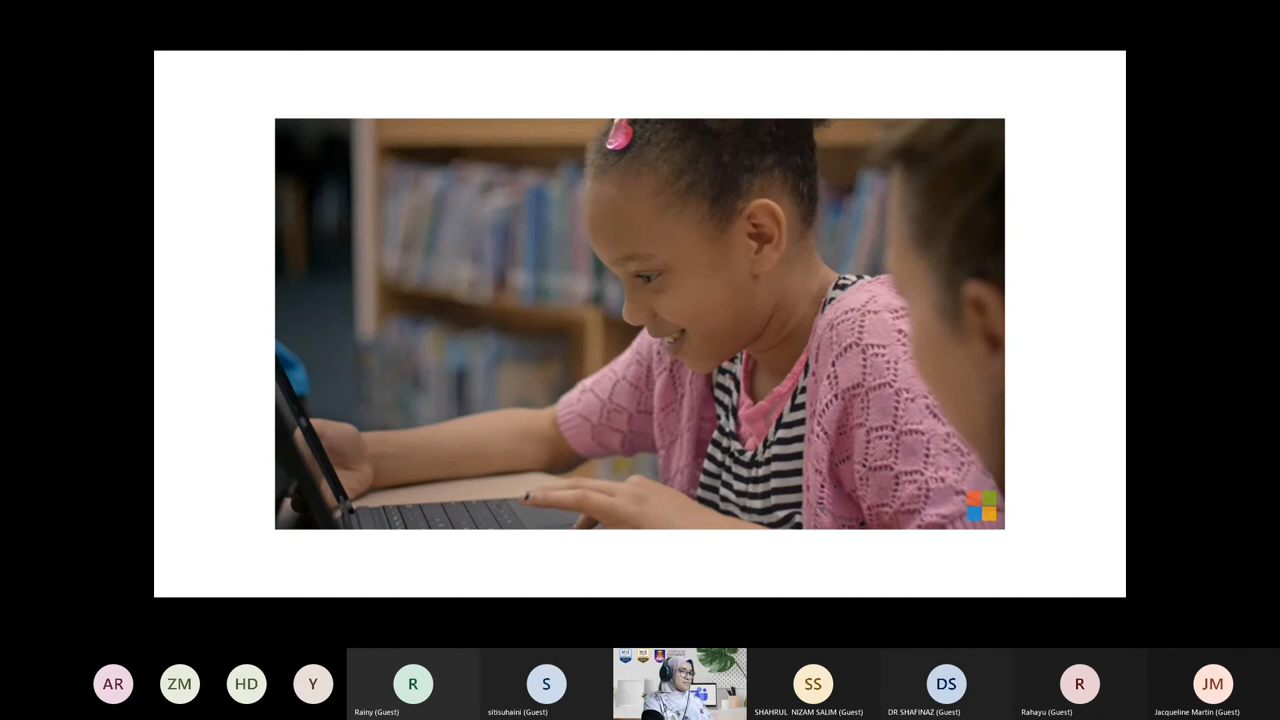 AR
ZM
HD
Y
R
S
SS
DS
R
JM
Rainy (Guest)
sitisuhaini (Guest)
SHAHRUL NIZAM SALIM (Guest)
DR SHAFINAZ (Guest)
Rahayu (Guest)
Jacqueline Martin (Guest)